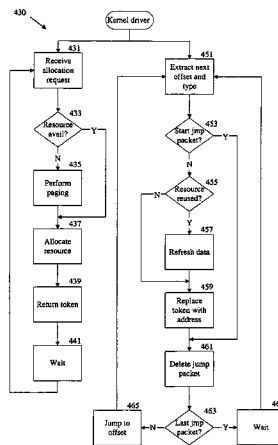 430
Kernel driver
431
Receive
allocation
request
433
Resource
avail?
Y
N
435
Perform
paging
437
Allocate
resource
439
Return token
441
Wait
451
Extract next
offset and
type
453
Start jmp
packet?
Y
N
435
Resource
reused?
N
Y
457
Refresh data
459
Replace
token with
address
461
Delete jump
packet
463
Last jmp
packet?
N
Y
465
Jump to
offset
Wait